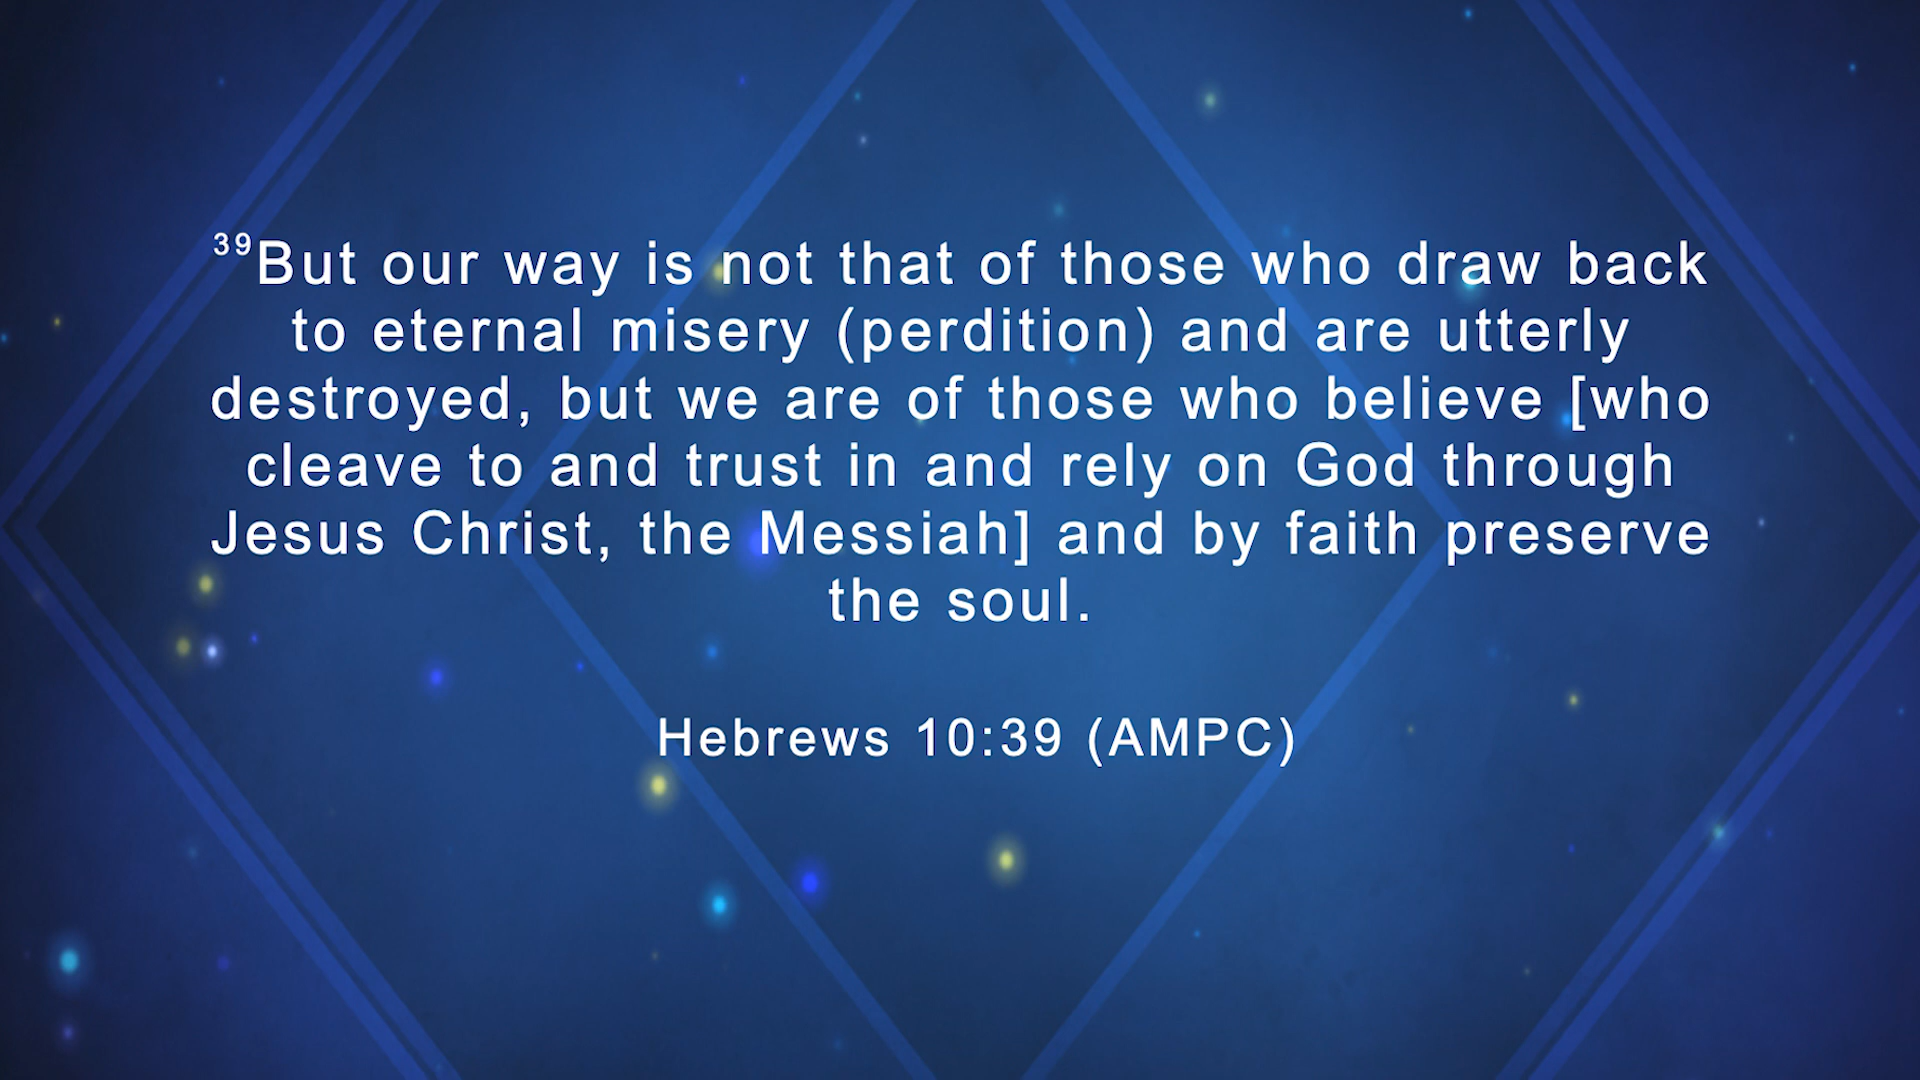 39But our way is not that of those who draw back
to eternal misery (perdition) and are utterly
destroyed, but we are of those who believe [who
cleave to and trust in and rely on God through
Jesus Christ, the Messiah] and by faith preserve
the soul.
Hebrews 10:39 (AMPC)